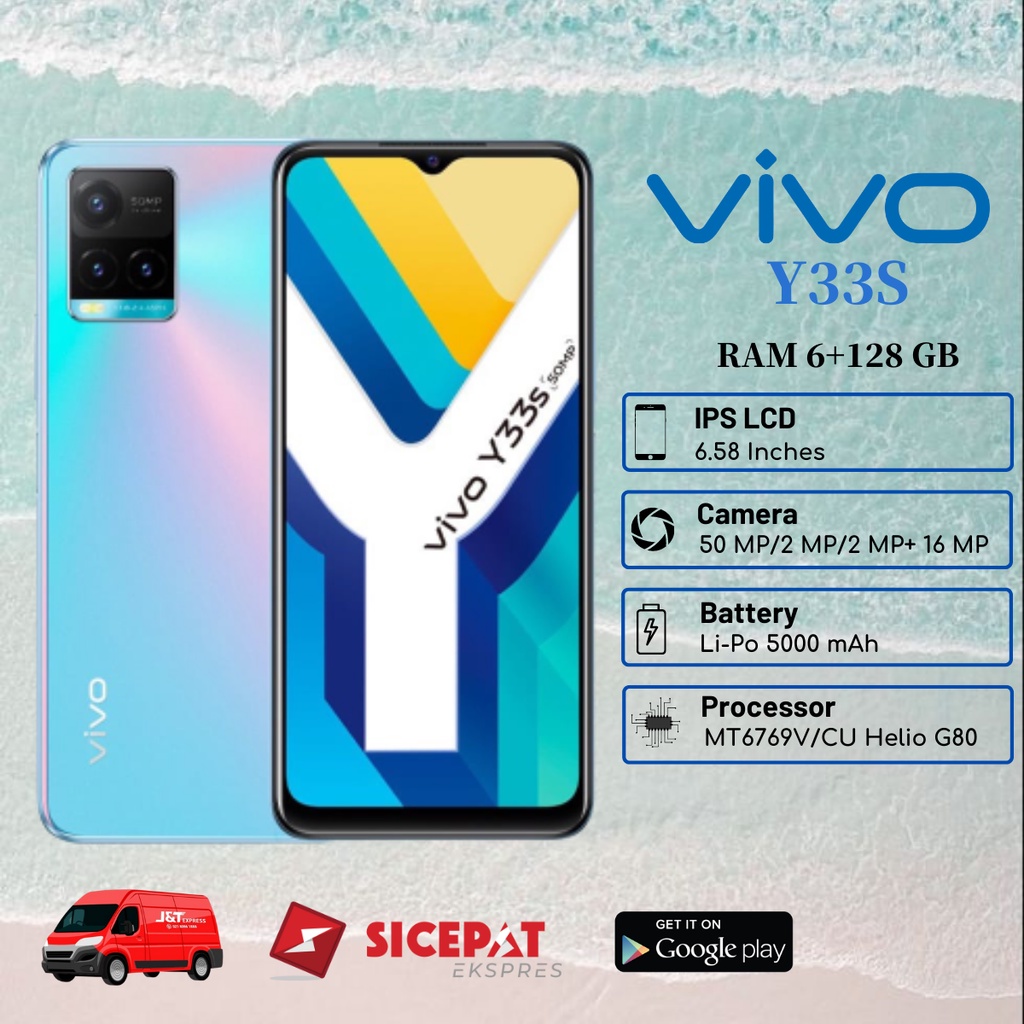 50MP
vivo
vivo Y33s 50MP
vivo
Y33S
RAM 6+128 GB
IPS LCD
6.58 Inches
Camera
50 MP/2 MP/2 MP+ 16 MP
Battery
Li-Po 5000 mAh
Processor
MT6769V/CU Helio G80
J&T EXPRESS
SICEPAT
EKSPRES
GET IT ON
Google play